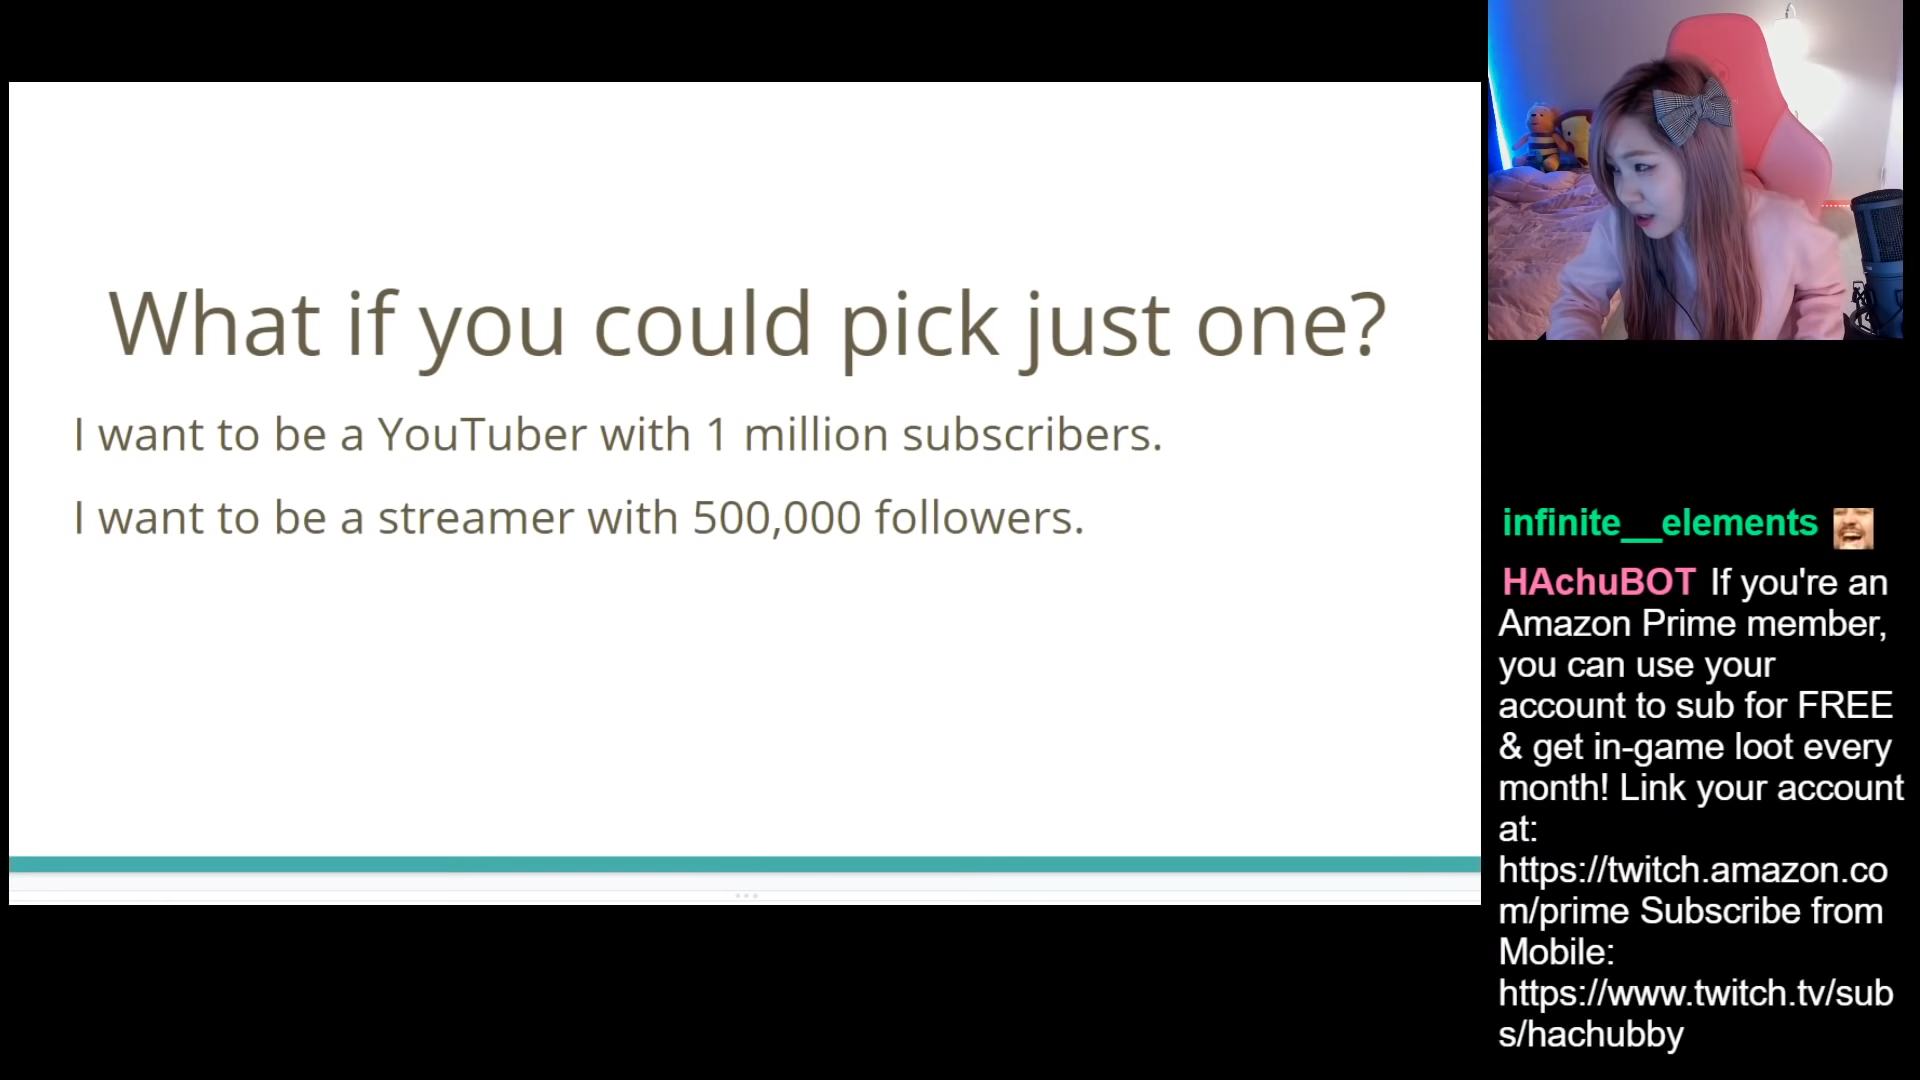 What if you could pick just one?
I want to be a YouTuber with 1 million subscribers.
I want to be a streamer with 500,000 followers.
infinite__elements
HAchuBOT If you're an
Amazon Prime member,
you can use your
account to sub for FREE
& get in-game loot every
month! Link your account
at:
https://twitch.amazon.co
m/prime Subscribe from
Mobile:
https://www.twitch.tv/sub
s/hachubby